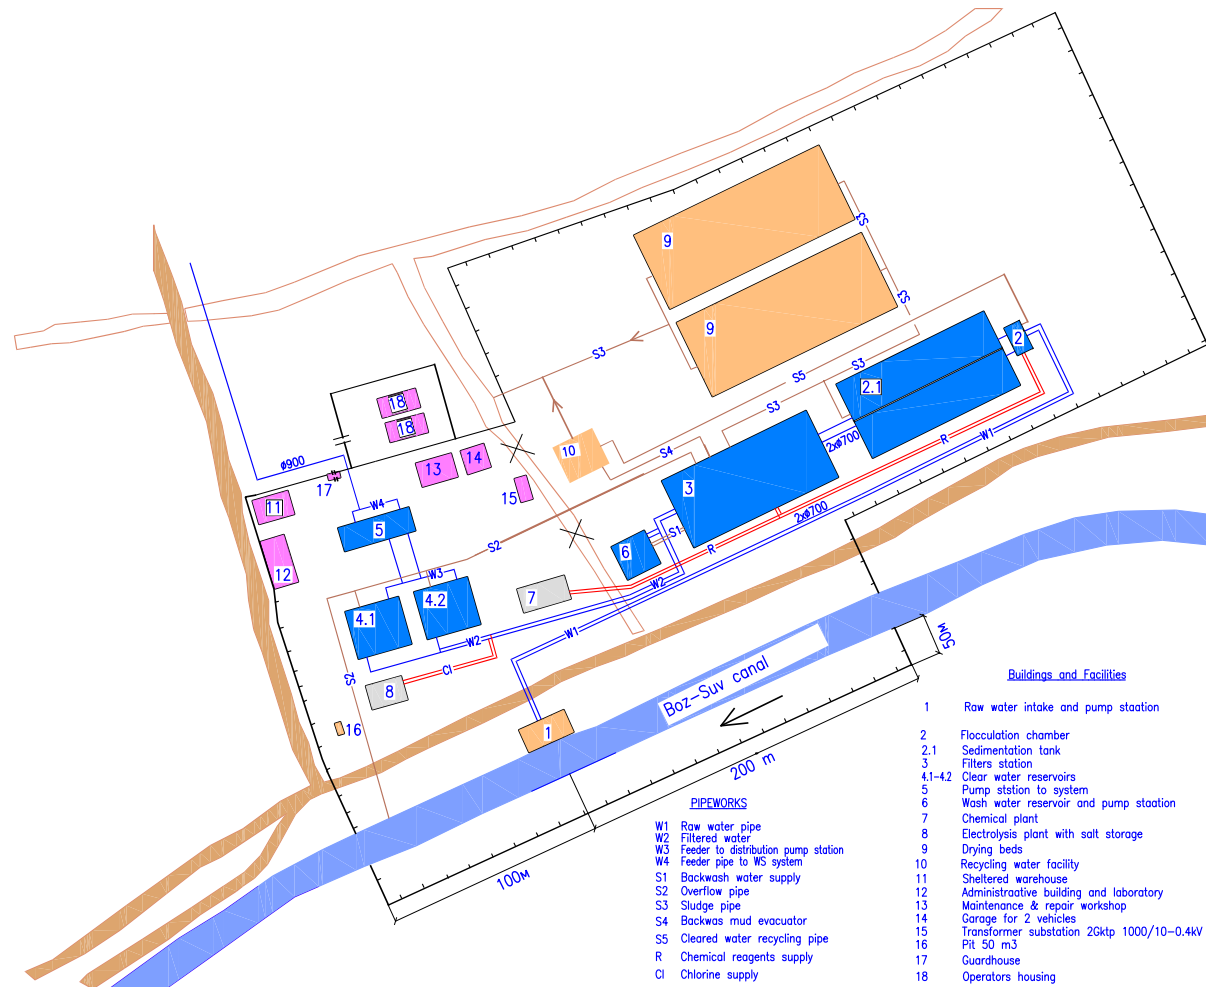 9
S3
9
S3
S3
2
S3
S5
2.1
18
18
S3
2xø700
R
W1
S4
10
ø900
13
14
17
15
3
11
W4
5
2xø700
S1
6
R
S2
12
W3
W2
7
4.2
4.1
W1
W2
Cl
S2
8
16
1
Boz-Suv canal
50м
200 m
100м
PIPEWORKS
W1 Raw water pipe
W2 Filtered water
W3 Feeder to distribution pump station
W4 Feeder pipe to WS system
S1 Backwash water supply
S2 Overflow pipe
S3 Sludge pipe
S4 Backwas mud evacuator
S5 Cleared water recycling pipe
R Chemical reagents supply
Cl Chlorine supply
Buildings and Facilities
1 Raw water intake and pump staation
2 Flocculation chamber
2.1 Sedimentation tank
3 Filters station
4.1-4.2 Clear water reservoirs
5 Pump ststion to system
6 Wash water reservoir and pump staation
7 Chemical plant
8 Electrolysis plant with salt storage
9 Drying beds
10 Recycling water facility
11 Sheltered warehouse
12 Administraative building and laboratory
13 Maintenance & repair workshop
14 Garage for 2 vehicles
15 Transformer substation 2Gktp 1000/10-0.4kV
16 Pit 50 m3
17 Guardhouse
18 Operators housing